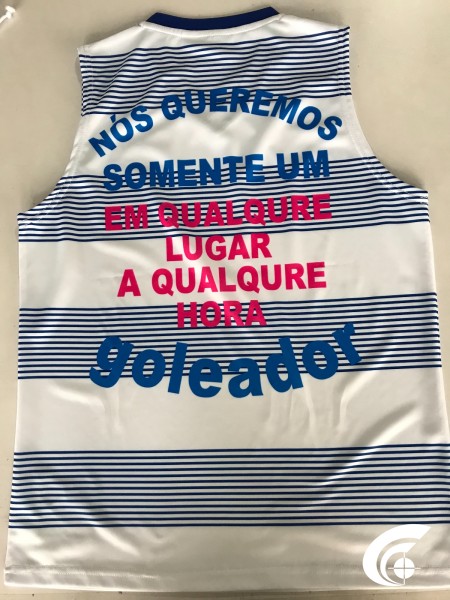 NÓS QUEREMOS
SOMENTE UM
EM QUALQURE
LUGAR
A QUALQURE
HORA
goleador